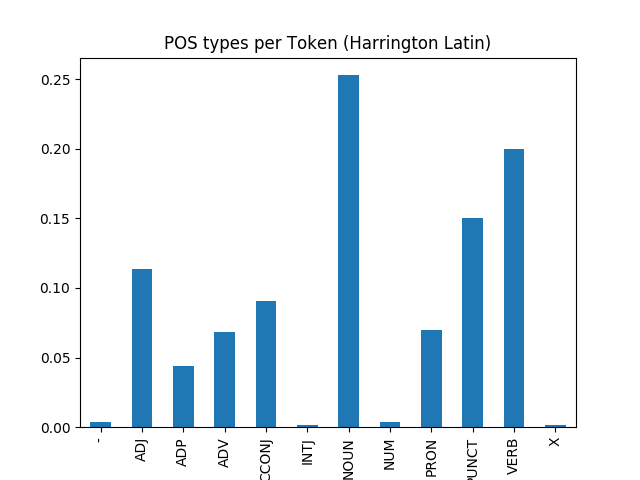 POS types per Token (Harrington Latin)
0.25
0.20
0.15
0.10
0.05
0.00
-
ADJ
ADP
ADV
CCONJ
INTJ
NOUN
NUM
PRON
PUNCT
VERB
X